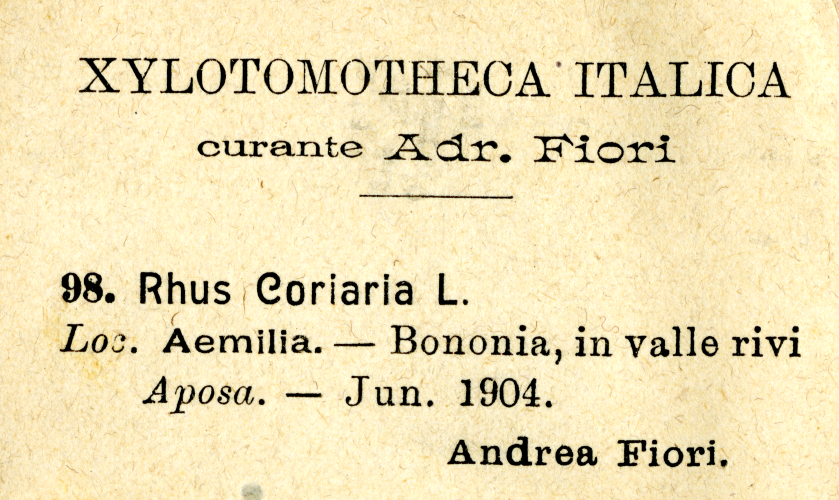 XYLOTOMOTHECA ITALICA
curante Adr. Fiori
98. Rhus Coriaria L.
Loc. Aemilia. — Bononia, in valle rivi
Aposa. — Jun. 1904.
Andrea Fiori.